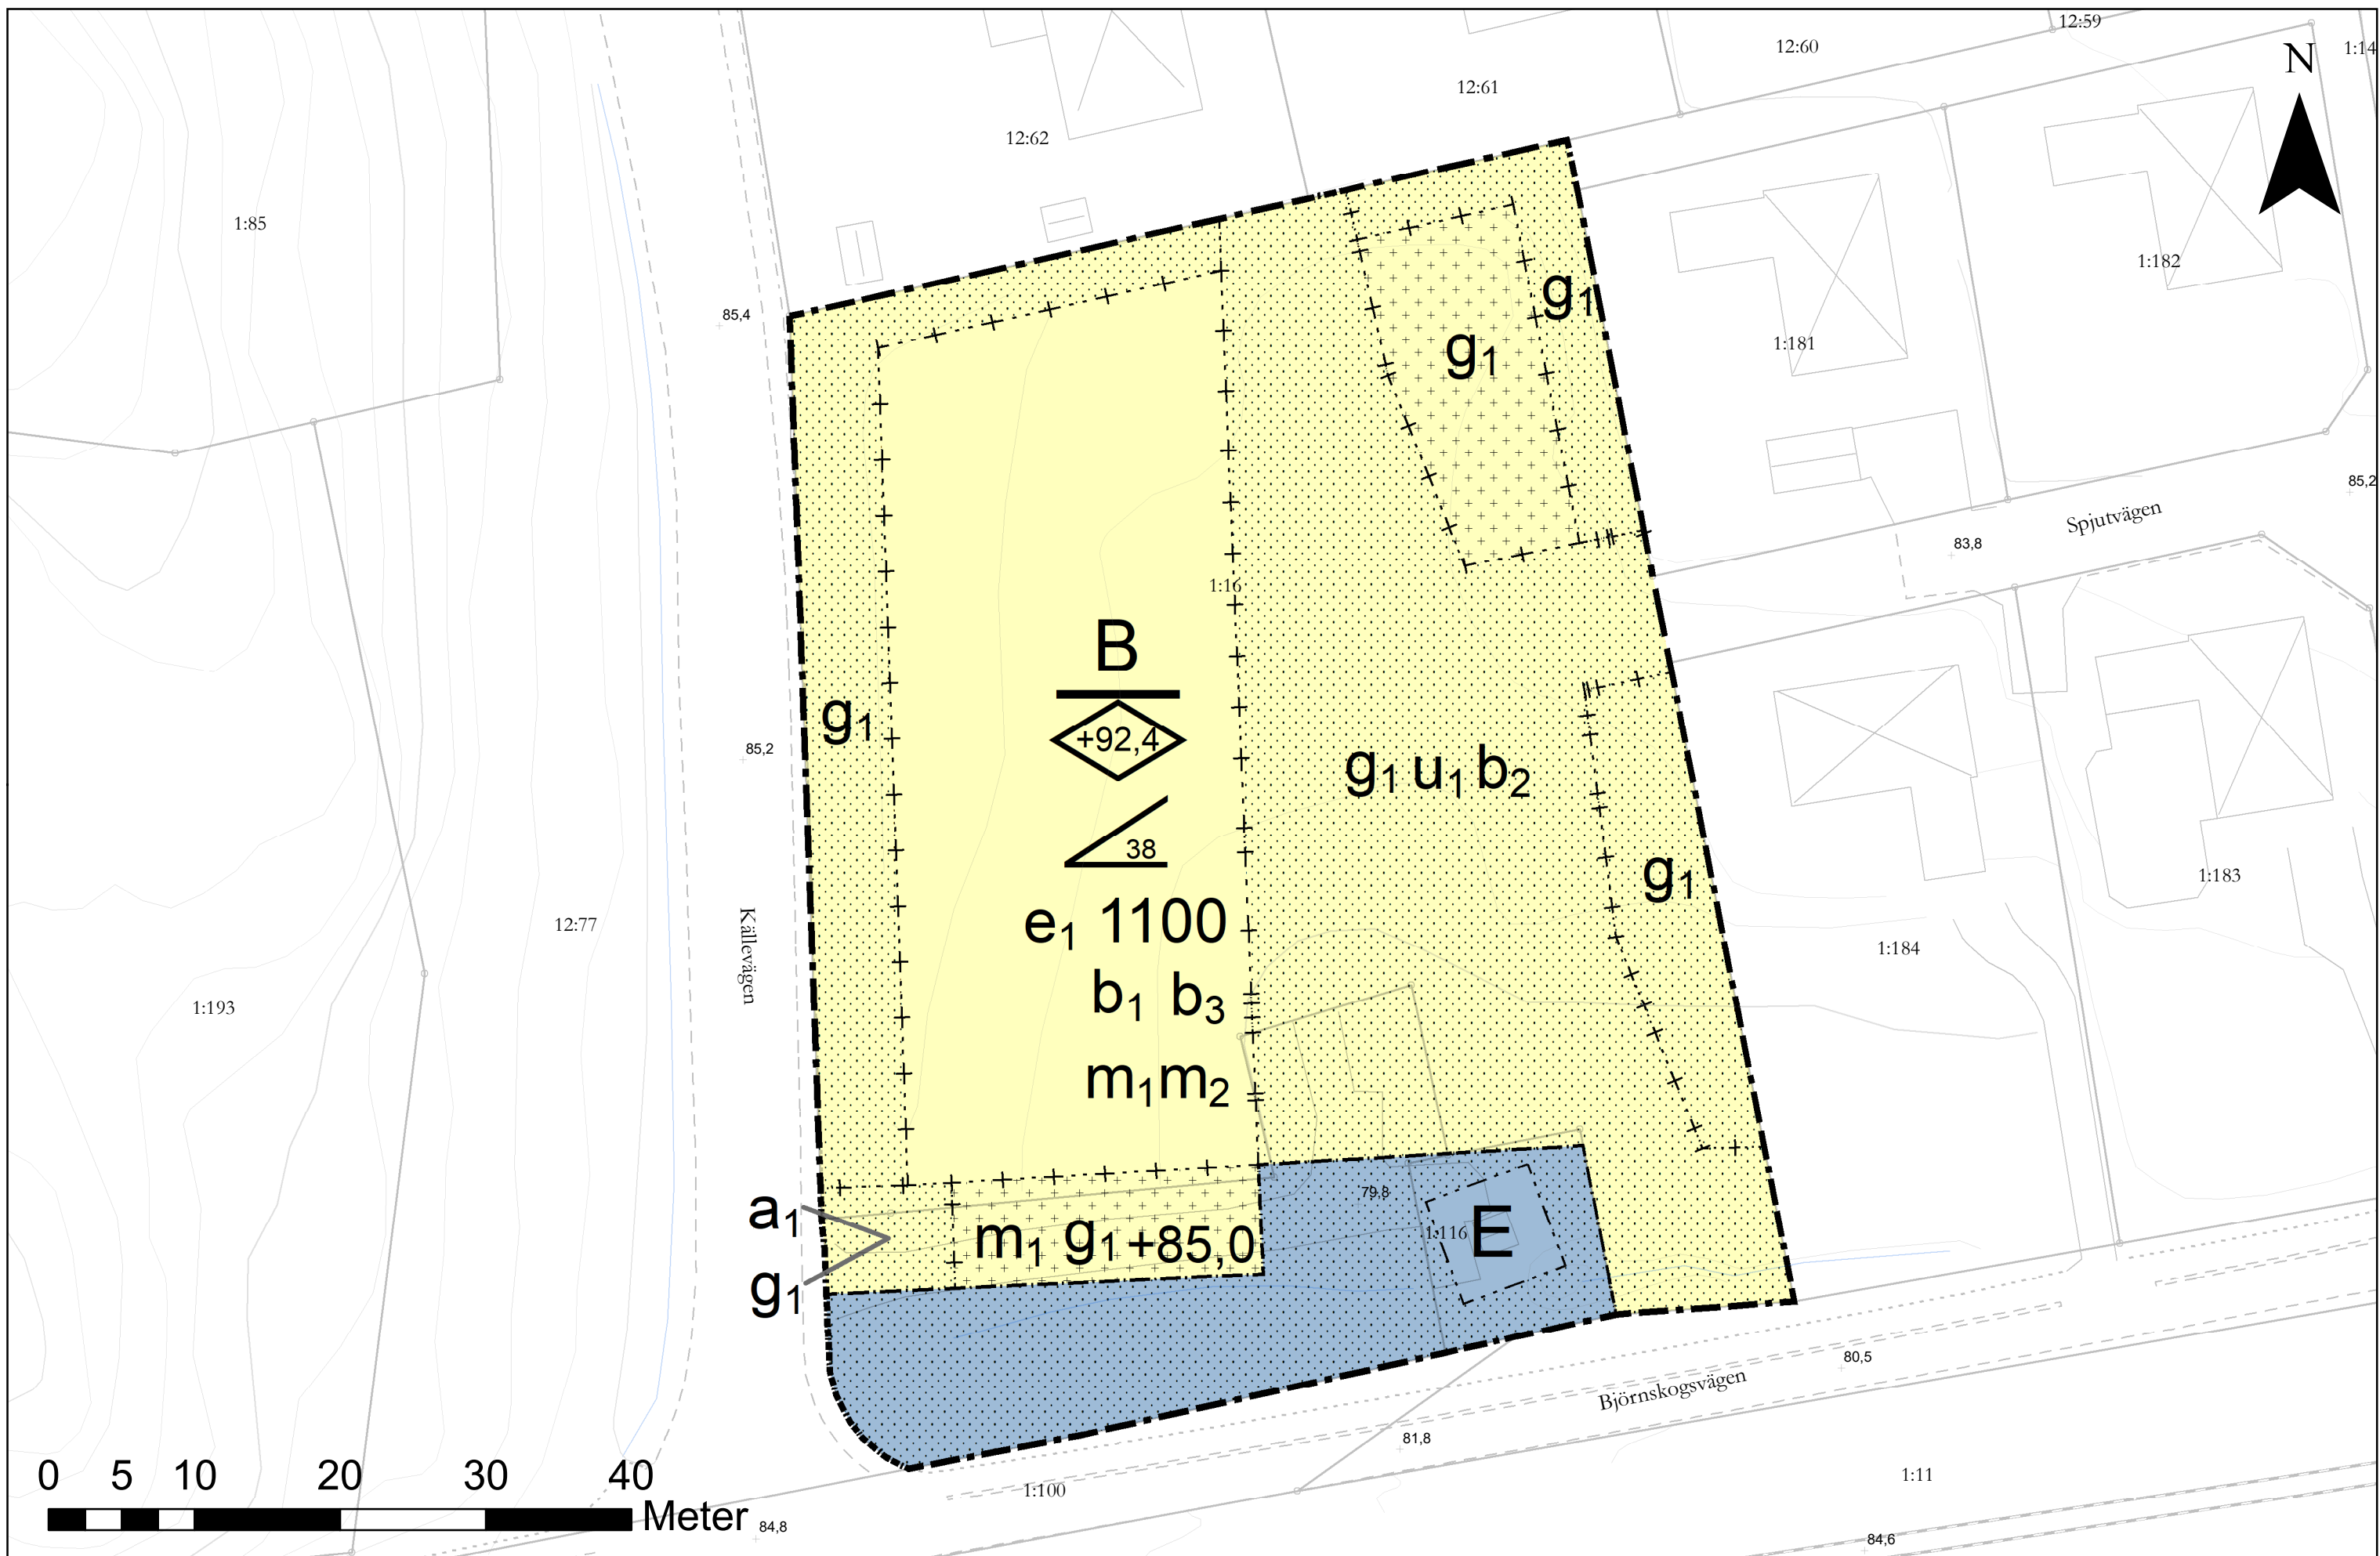 12:59
12:60
N
1:14
12:61
12:62
1:85
1:182
g1
85,4
1:181
g1
85,2
Spjutvägen
83,8
1:16
B
g1
+92,4
85,2
g1 u1 b2
38
g1
1:183
e1 1100
12:77
Källevägen
1:184
b1 b3
1:193
m1 m2
79,8
a1
E
1:116
m1 g1 +85,0
g1
80,5
Björnskogsvägen
81,8
0 5 10 20 30 40
Meter
1:100
1:11
84,8
84,6